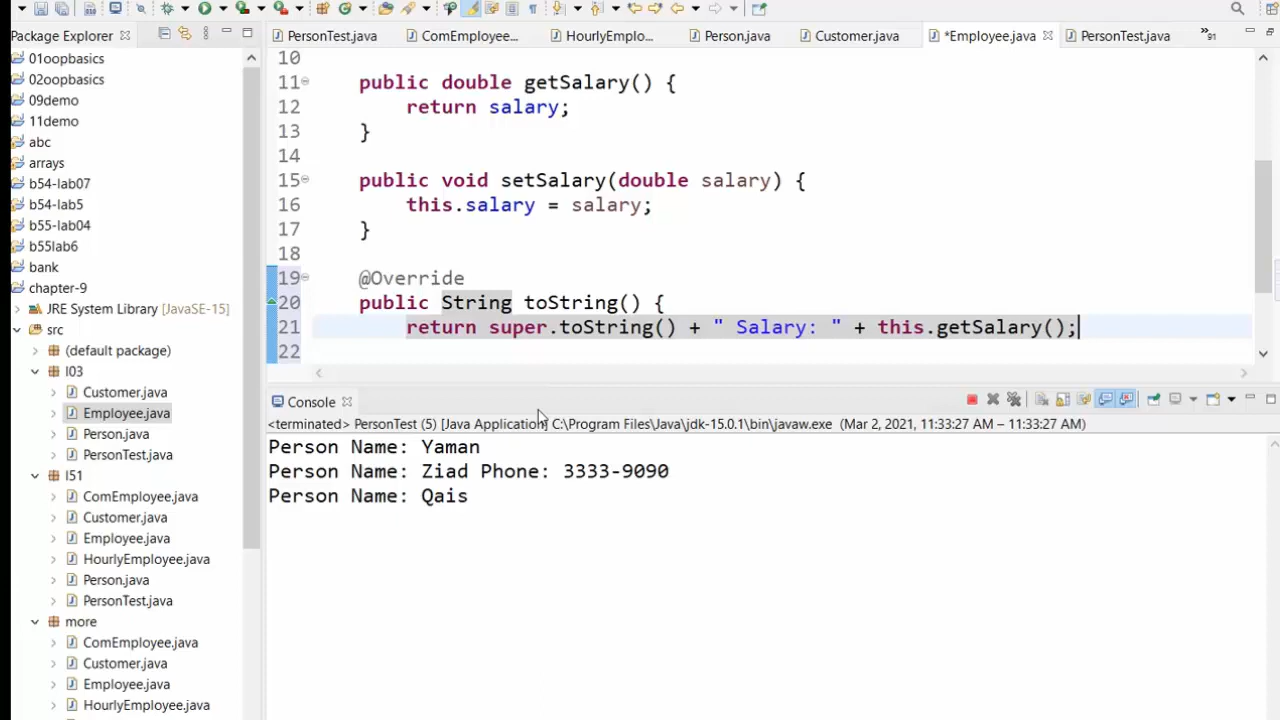 Package Explorer
PersonTest.java
ComEmployee...
HourlyEmplo...
Person.java
Customer.java
*Employee.java
PersonTest.java
»91
01oopbasics
02oopbasics
09demo
11demo
abc
arrays
b54-lab07
b54-lab5
b55-lab04
b55lab6
bank
chapter-9
JRE System Library [JavaSE-15]
src
(default package)
l03
Customer.java
Employee.java
Person.java
PersonTest.java
l51
ComEmployee.java
Customer.java
Employee.java
HourlyEmployee.java
Person.java
PersonTest.java
more
ComEmployee.java
Customer.java
Employee.java
HourlyEmployee.java
10
11 public double getSalary() {
12 return salary;
13 }
14
15 public void setSalary(double salary) {
16 this.salary = salary;
17 }
18
19 @Override
20 public String toString() {
21 return super.toString() + " Salary: " + this.getSalary();
22
Console
<terminated> PersonTest (5) [Java Application] C:\Program Files\Java\jdk-15.0.1\bin\javaw.exe (Mar 2, 2021, 11:33:27 AM – 11:33:27 AM)
Person Name: Yaman
Person Name: Ziad Phone: 3333-9090
Person Name: Qais